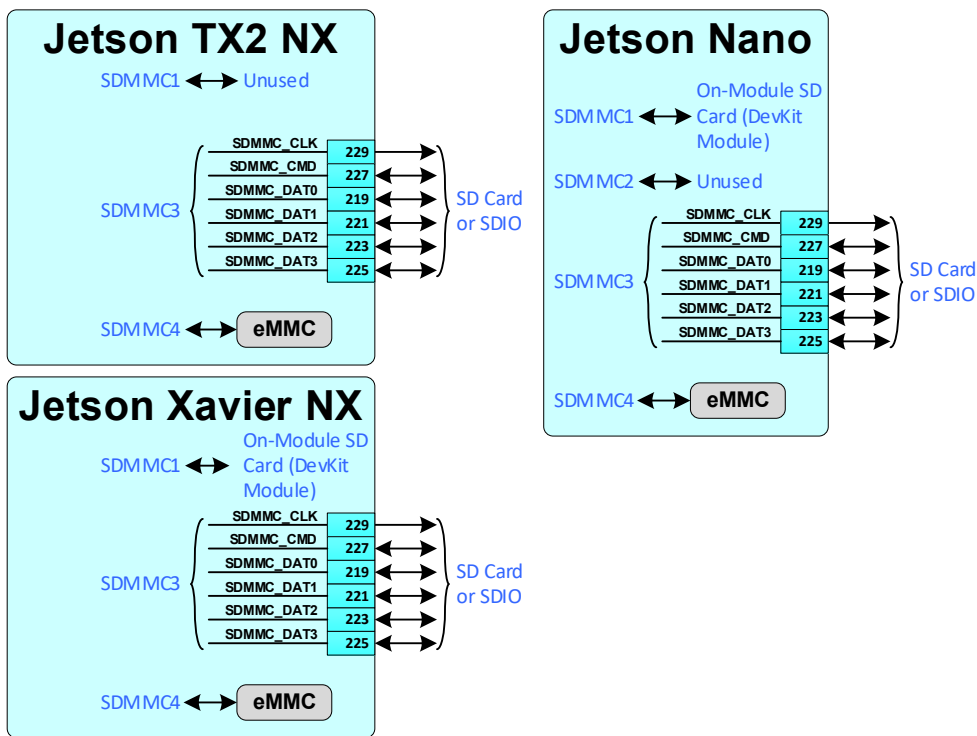 Jetson TX2 NX
SDMMC1 Unused
SDMMC3
SDMMC_CLK 229
SDMMC_CMD 227
SDMMC_DAT0 219
SDMMC_DAT1 221
SDMMC_DAT2 223
SDMMC_DAT3 225
SD Card
or SDIO
SDMMC4 eMMC
Jetson Nano
SDMMC1
On-Module SD
Card (DevKit
Module)
SDMMC2 Unused
SDMMC3
SDMMC_CLK 229
SDMMC_CMD 227
SDMMC_DAT0 219
SDMMC_DAT1 221
SDMMC_DAT2 223
SDMMC_DAT3 225
SD Card
or SDIO
SDMMC4 eMMC
Jetson Xavier NX
SDMMC1
On-Module SD
Card (DevKit
Module)
SDMMC3
SDMMC_CLK 229
SDMMC_CMD 227
SDMMC_DAT0 219
SDMMC_DAT1 221
SDMMC_DAT2 223
SDMMC_DAT3 225
SD Card
or SDIO
SDMMC4 eMMC